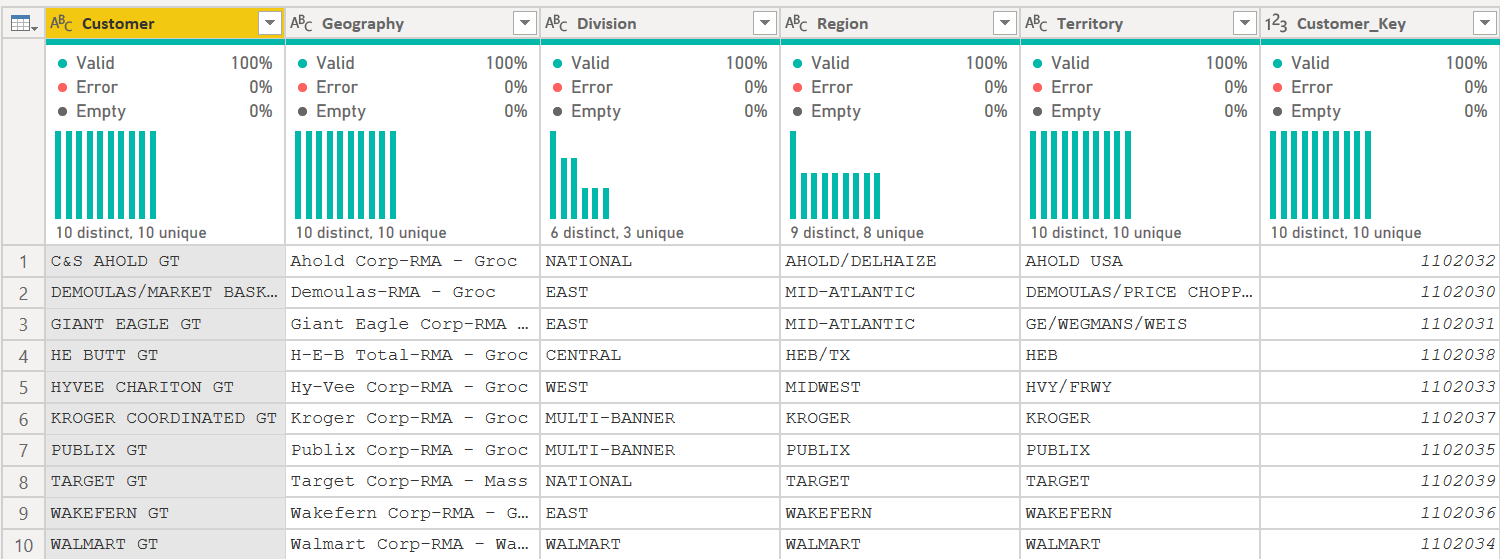 Customer Geography Division Region Territory Customer_Key
Valid 100% Valid 100% Valid 100% Valid 100% Valid 100% Valid 100%
Error 0% Error 0% Error 0% Error 0% Error 0% Error 0%
Empty 0% Empty 0% Empty 0% Empty 0% Empty 0% Empty 0%
10 distinct, 10 unique 10 distinct, 10 unique 6 distinct, 3 unique 9 distinct, 8 unique 10 distinct, 10 unique 10 distinct, 10 unique
1 C&S AHOLD GT Ahold Corp-RMA - Groc NATIONAL AHOLD/DELHAIZE AHOLD USA 1102032
2 DEMOULAS/MARKET BASK... Demoulas-RMA - Groc EAST MID-ATLANTIC DEMOULAS/PRICE CHOPP... 1102030
3 GIANT EAGLE GT Giant Eagle Corp-RMA ... EAST MID-ATLANTIC GE/WEGMANS/WEIS 1102031
4 HE BUTT GT H-E-B Total-RMA - Groc CENTRAL HEB/TX HEB 1102038
5 HYVEE CHARITON GT Hy-Vee Corp-RMA - Groc WEST MIDWEST HVY/FRWY 1102033
6 KROGER COORDINATED GT Kroger Corp-RMA - Groc MULTI-BANNER KROGER KROGER 1102037
7 PUBLIX GT Publix Corp-RMA - Groc MULTI-BANNER PUBLIX PUBLIX 1102035
8 TARGET GT Target Corp-RMA - Mass NATIONAL TARGET TARGET 1102039
9 WAKEFERN GT Wakefern Corp-RMA - G... EAST WAKEFERN WAKEFERN 1102036
10 WALMART GT Walmart Corp-RMA - Wa... WALMART WALMART WALMART 1102034